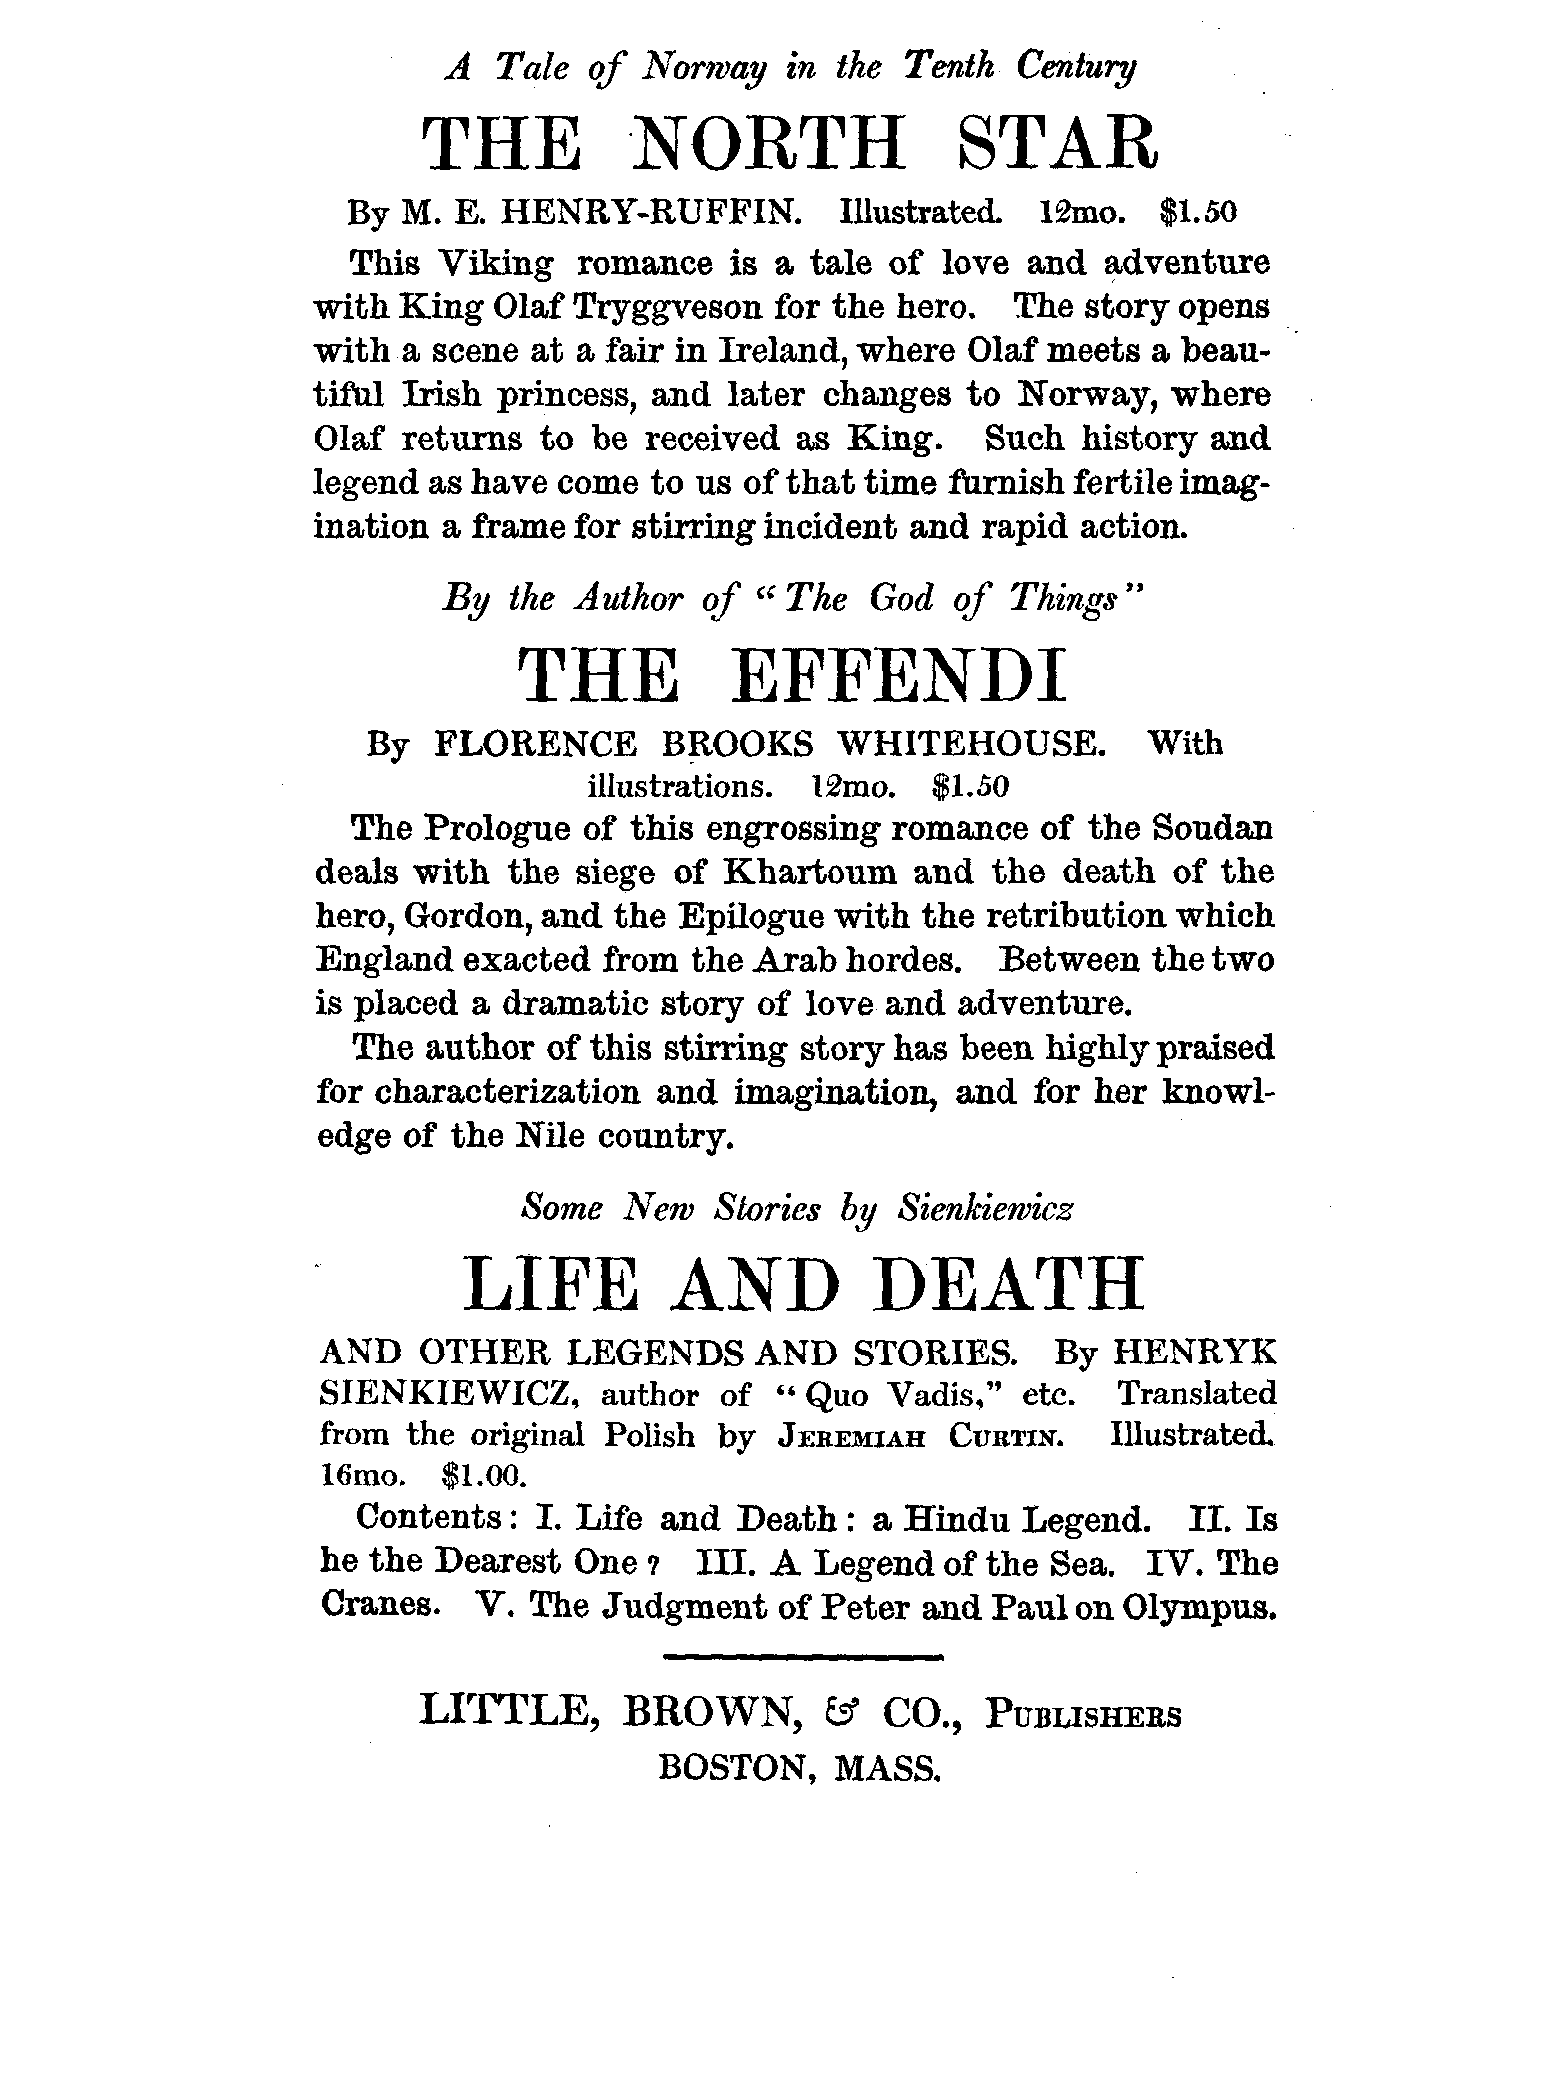 A Tale of Norway in the Tenth Century
THE NORTH STAR
By M. E. HENRY-RUFFIN. Illustrated. 12mo. $1.50
This Viking romance is a tale of love and adventure
with King Olaf Tryggveson for the hero. The story opens
with a scene at a fair in Ireland, where Olaf meets a beau-
tiful Irish princess, and later changes to Norway, where
Olaf returns to be received as King. Such history and
legend as have come to us of that time furnish fertile imag-
ination a frame for stirring incident and rapid action.
By the Author of “The God of Things”
THE EFFENDI
By FLORENCE BROOKS WHITEHOUSE. With
illustrations. 12mo. $1.50
The Prologue of this engrossing romance of the Soudan
deals with the siege of Khartoum and the death of the
hero, Gordon, and the Epilogue with the retribution which
England exacted from the Arab hordes. Between the two
is placed a dramatic story of love and adventure.
The author of this stirring story has been highly praised
for characterization and imagination, and for her knowl-
edge of the Nile country.
Some New Stories by Sienkiewicz
LIFE AND DEATH
AND OTHER LEGENDS AND STORIES. By HENRYK
SIENKIEWICZ, author of “Quo Vadis,” etc. Translated
from the original Polish by JEREMIAH CURTIN. Illustrated.
16mo. $1.00.
Contents: I. Life and Death: a Hindu Legend. II. Is
he the Dearest One? III. A Legend of the Sea. IV. The
Cranes. V. The Judgment of Peter and Paul on Olympus.
LITTLE, BROWN, & CO., PUBLISHERS
BOSTON, MASS.